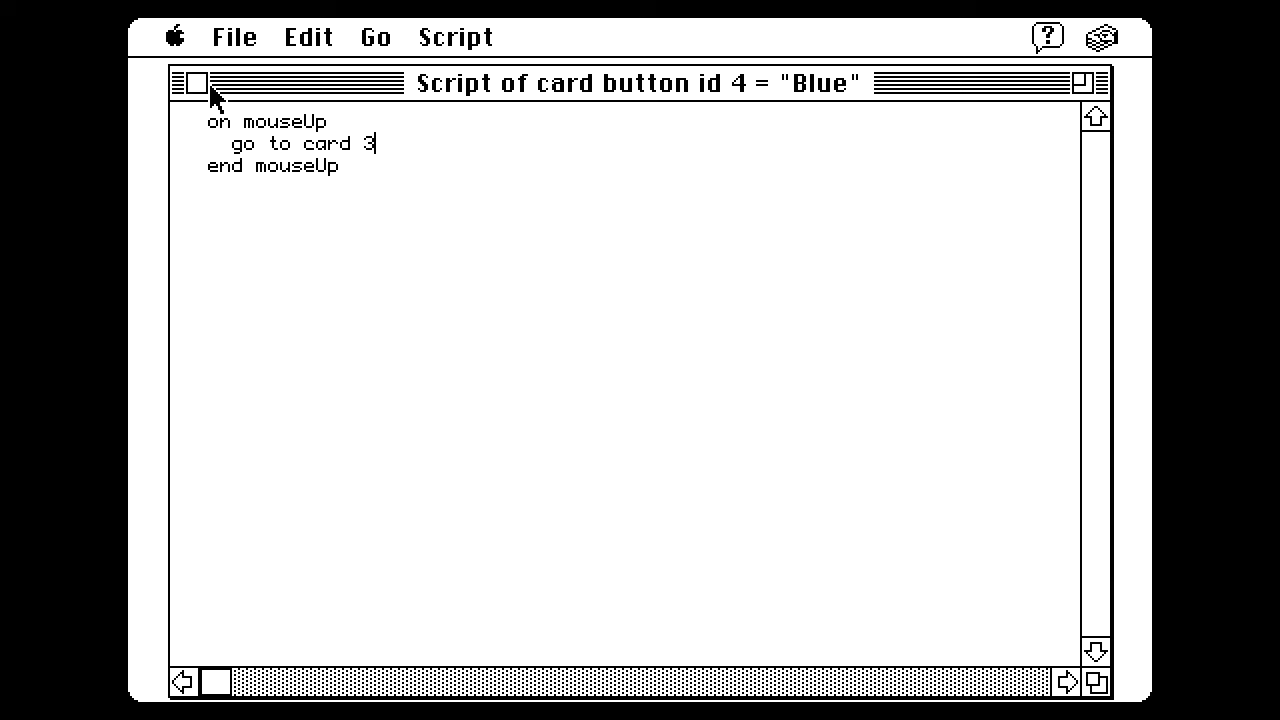 File Edit Go Script ?
Script of card button id 4 = "Blue"
on mouseUp
go to card 3
end mouseUp